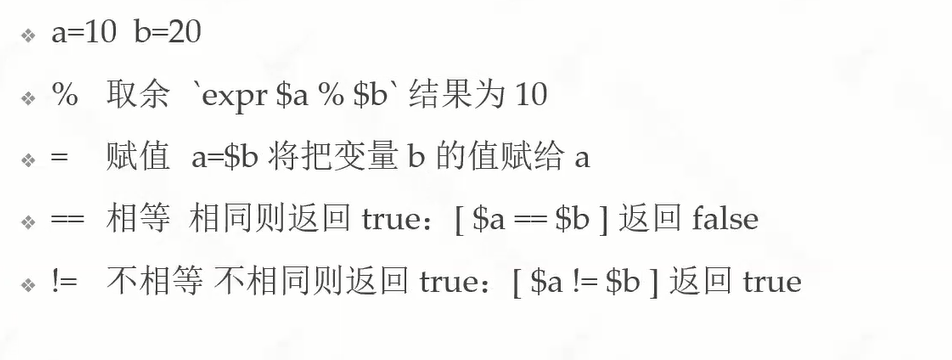 ❖ a=10 b=20
❖ % 取余 `expr $a % $b` 结果为 10
❖ = 赋值 a=$b 将把变量 b 的值赋给 a
❖ == 相等 相同则返回 true：[ $a == $b ] 返回 false
❖ != 不相等 不相同则返回 true：[ $a != $b ] 返回 true